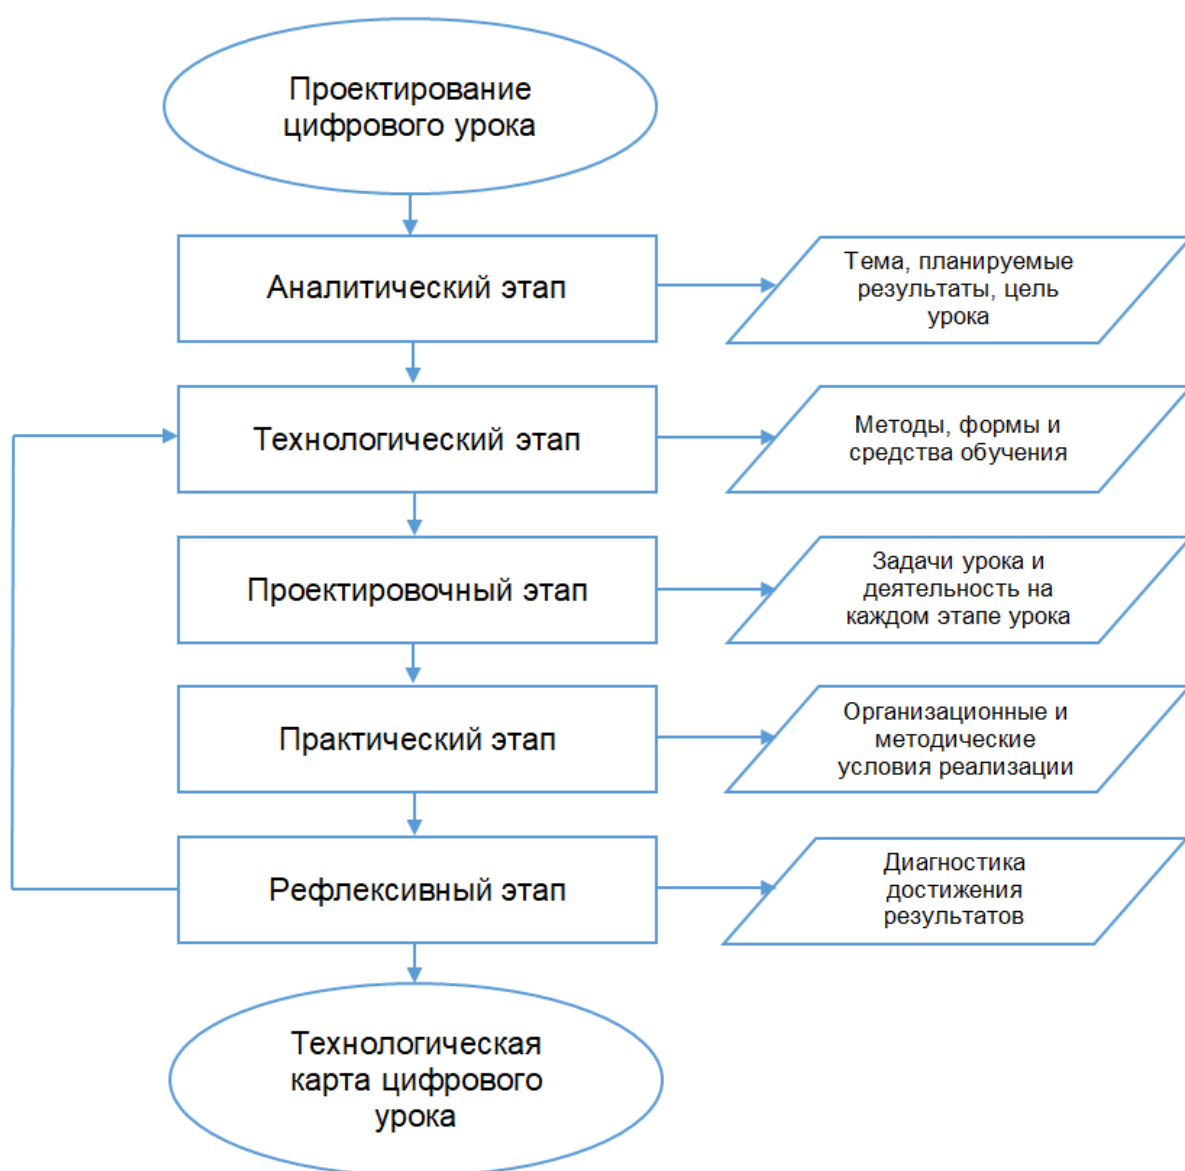 Проектирование
цифрового урока
Аналитический этап
Тема, планируемые
результаты, цель
урока
Технологический этап
Методы, формы и
средства обучения
Проектировочный этап
Задачи урока и
деятельность на
каждом этапе урока
Практический этап
Организационные и
методические
условия реализации
Рефлексивный этап
Диагностика
достижения
результатов
Технологическая
карта цифрового
урока